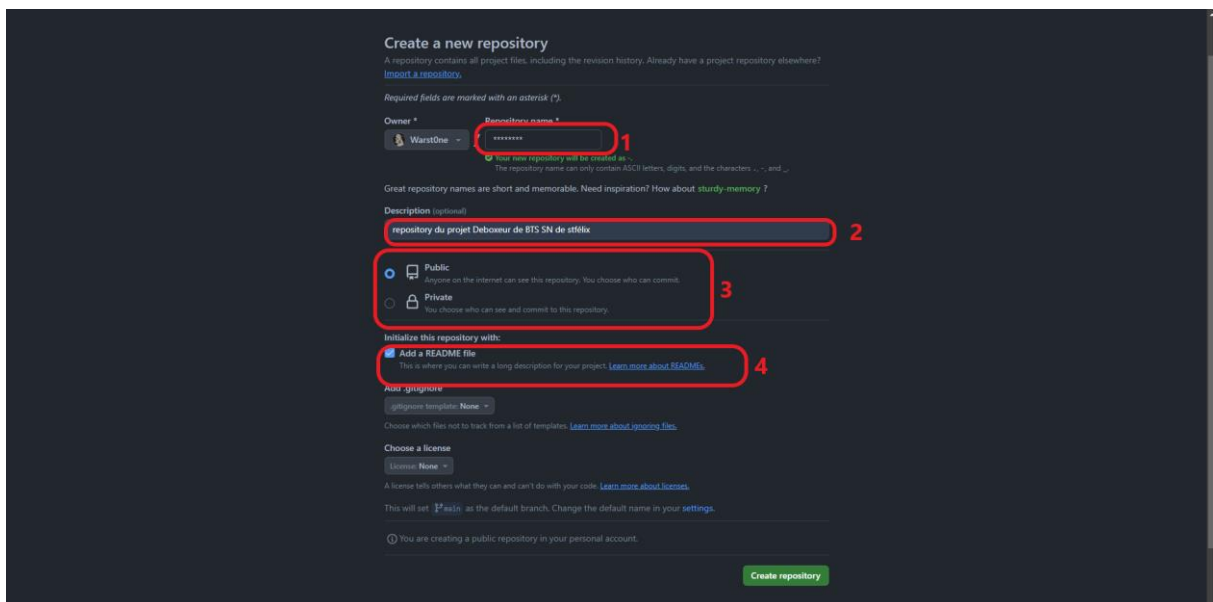 Create a new repository
A repository contains all project files, including the revision history. Already have a project repository elsewhere?
Import a repository.
Required fields are marked with an asterisk (*).
Owner * Repository name *
Warst0ne / ******** 1
Your new repository will be created as -.
The repository name can only contain ASCII letters, digits, and the characters ., -, and _.
Great repository names are short and memorable. Need inspiration? How about sturdy-memory ?
Description (optional)
repository du projet Deboxeur de BTS SN de stfélix 2
Public
Anyone on the internet can see this repository. You choose who can commit.
3
Private
You choose who can see and commit to this repository.
Initialize this repository with:
Add a README file
This is where you can write a long description for your project. Learn more about READMEs. 4
Add .gitignore
.gitignore template: None
Choose which files not to track from a list of templates. Learn more about ignoring files.
Choose a license
License: None
A license tells others what they can and can't do with your code. Learn more about licenses.
This will set main as the default branch. Change the default name in your settings.
You are creating a public repository in your personal account.
Create repository